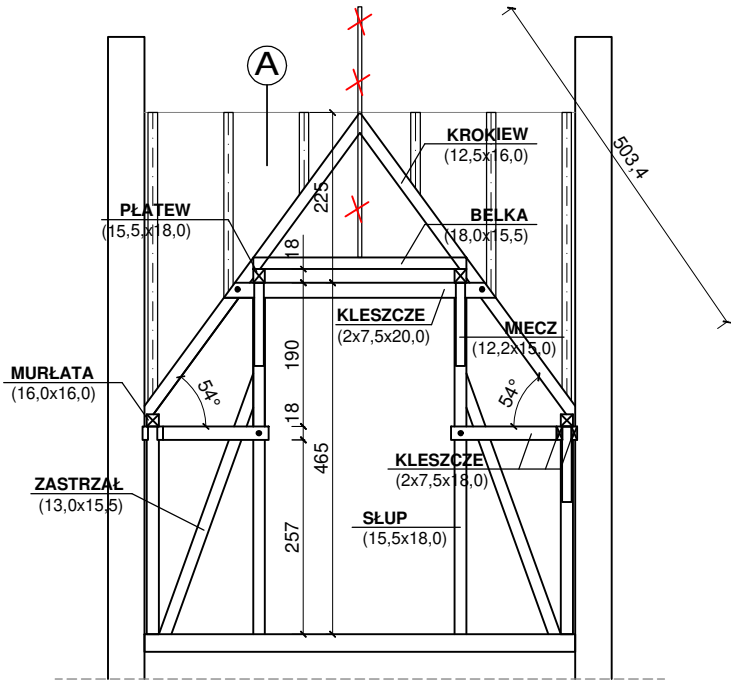 A
503,4
KROKIEW
(12,5x16,0)
225
PŁATEW
(15,5,x18,0)
BELKA
(18,0x15,5)
18
KLESZCZE
(2x7,5x20,0)
MIECZ
(12,2x15,0)
190
MURŁATA
(16,0x16,0)
54°
54°
18
465
KLESZCZE
(2x7,5x18,0)
ZASTRZAŁ
(13,0x15,5)
257
SŁUP
(15,5x18,0)